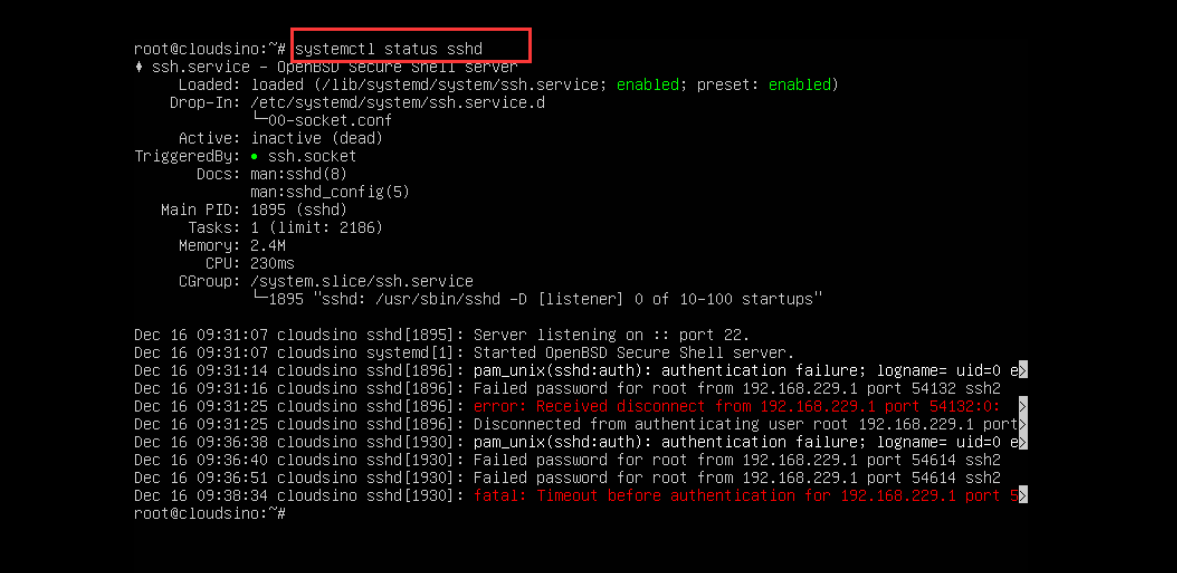 root@cloudsino:~# systemctl status sshd
♦ ssh.service - OpenBSD Secure Shell server
Loaded: loaded (/lib/systemd/system/ssh.service; enabled; preset: enabled)
Drop-In: /etc/systemd/system/ssh.service.d
└─00-socket.conf
Active: inactive (dead)
TriggeredBy: ● ssh.socket
Docs: man:sshd(8)
man:sshd_config(5)
Main PID: 1895 (sshd)
Tasks: 1 (limit: 2186)
Memory: 2.4M
CPU: 230ms
CGroup: /system.slice/ssh.service
└─1895 "sshd: /usr/sbin/sshd -D [listener] 0 of 10-100 startups"
Dec 16 09:31:07 cloudsino sshd[1895]: Server listening on :: port 22.
Dec 16 09:31:07 cloudsino systemd[1]: Started OpenBSD Secure Shell server.
Dec 16 09:31:14 cloudsino sshd[1896]: pam_unix(sshd:auth): authentication failure; logname= uid=0 e>
Dec 16 09:31:16 cloudsino sshd[1896]: Failed password for root from 192.168.229.1 port 54132 ssh2
Dec 16 09:31:25 cloudsino sshd[1896]: error: Received disconnect from 192.168.229.1 port 54132:0: >
Dec 16 09:31:25 cloudsino sshd[1896]: Disconnected from authenticating user root 192.168.229.1 port>
Dec 16 09:36:38 cloudsino sshd[1930]: pam_unix(sshd:auth): authentication failure; logname= uid=0 e>
Dec 16 09:36:40 cloudsino sshd[1930]: Failed password for root from 192.168.229.1 port 54614 ssh2
Dec 16 09:36:51 cloudsino sshd[1930]: Failed password for root from 192.168.229.1 port 54614 ssh2
Dec 16 09:38:34 cloudsino sshd[1930]: fatal: Timeout before authentication for 192.168.229.1 port 5>
root@cloudsino:~#